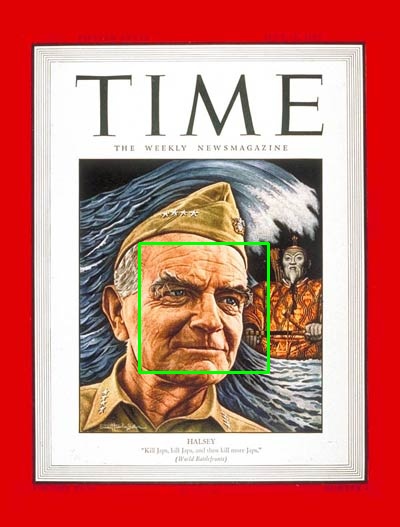 TIME
THE WEEKLY NEWSMAGAZINE
HALSEY
"Kill Japs, kill Japs, and then kill more Japs."
(World Battlefronts)